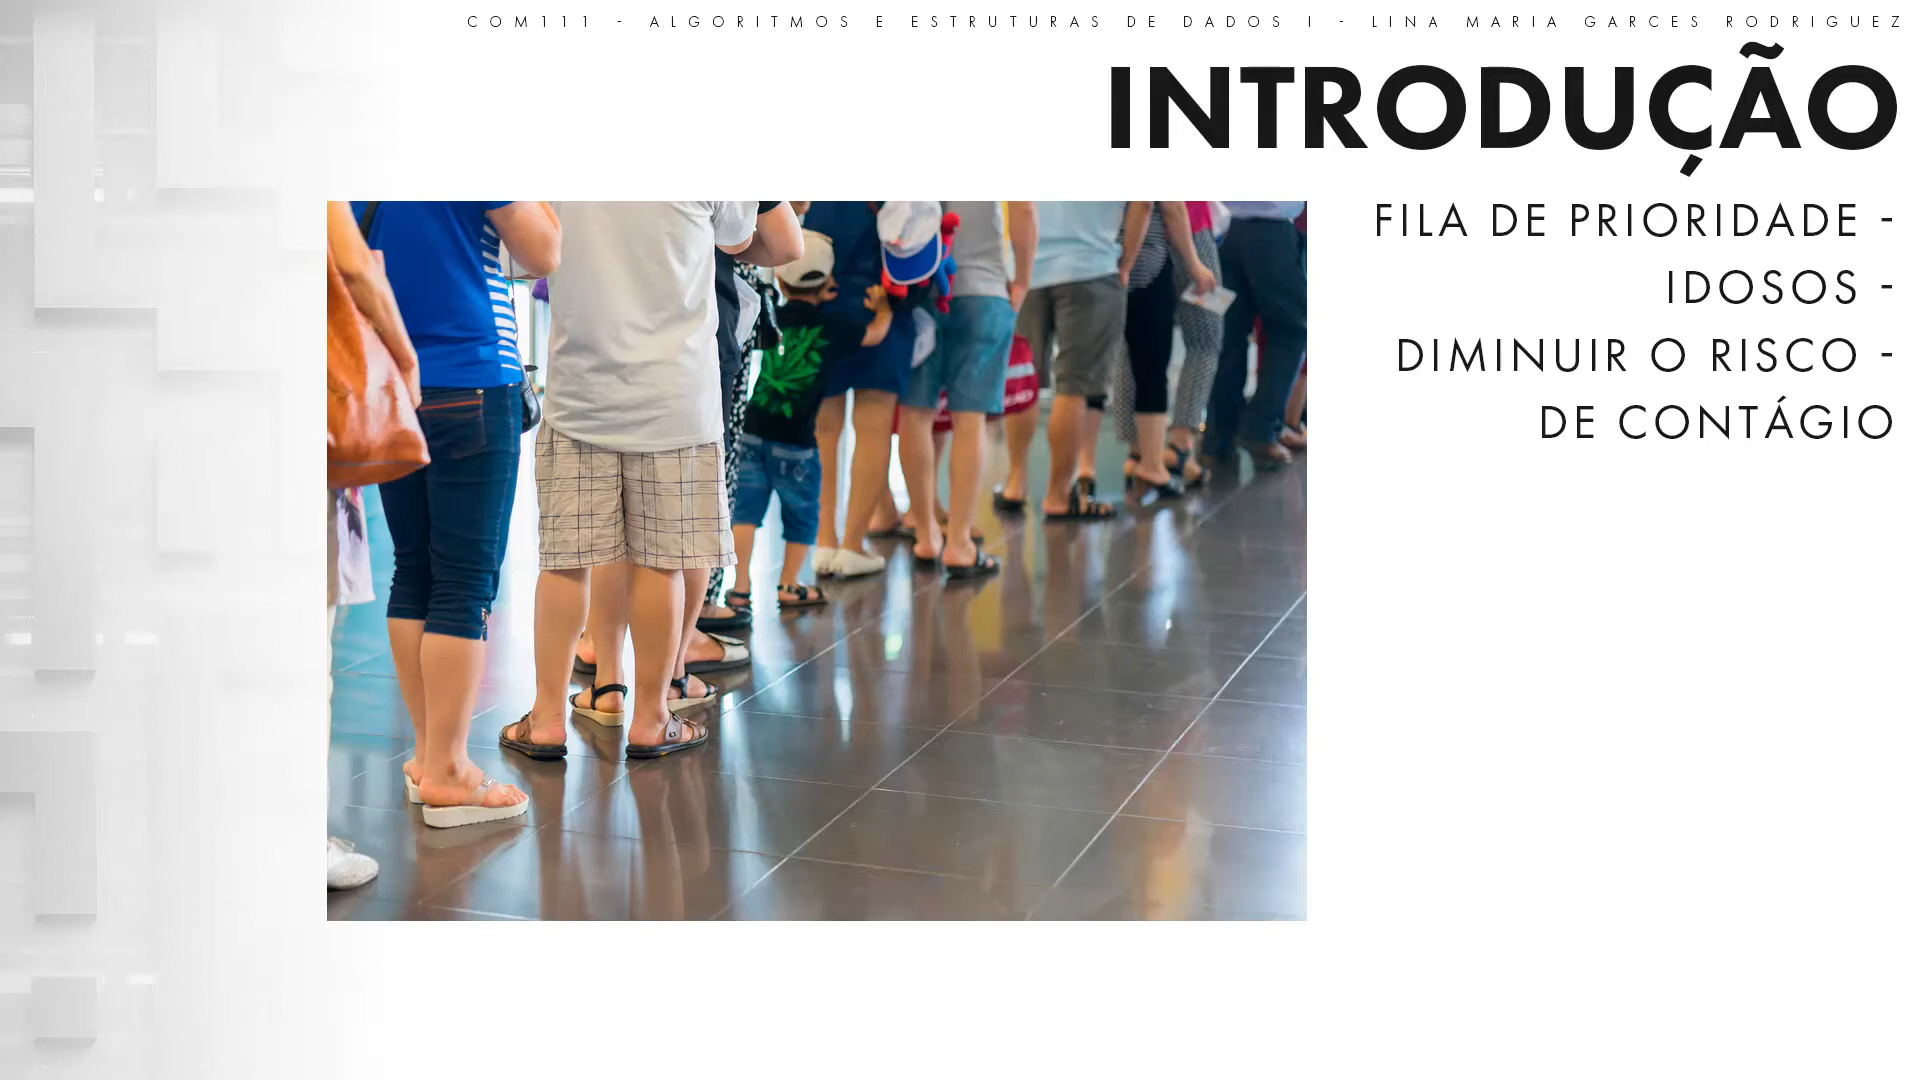 COM111 - ALGORITMOS E ESTRUTURAS DE DADOS I - LINA MARIA GARCES RODRIGUEZ
INTRODUÇÃO
FILA DE PRIORIDADE -
IDOSOS -
DIMINUIR O RISCO -
DE CONTÁGIO